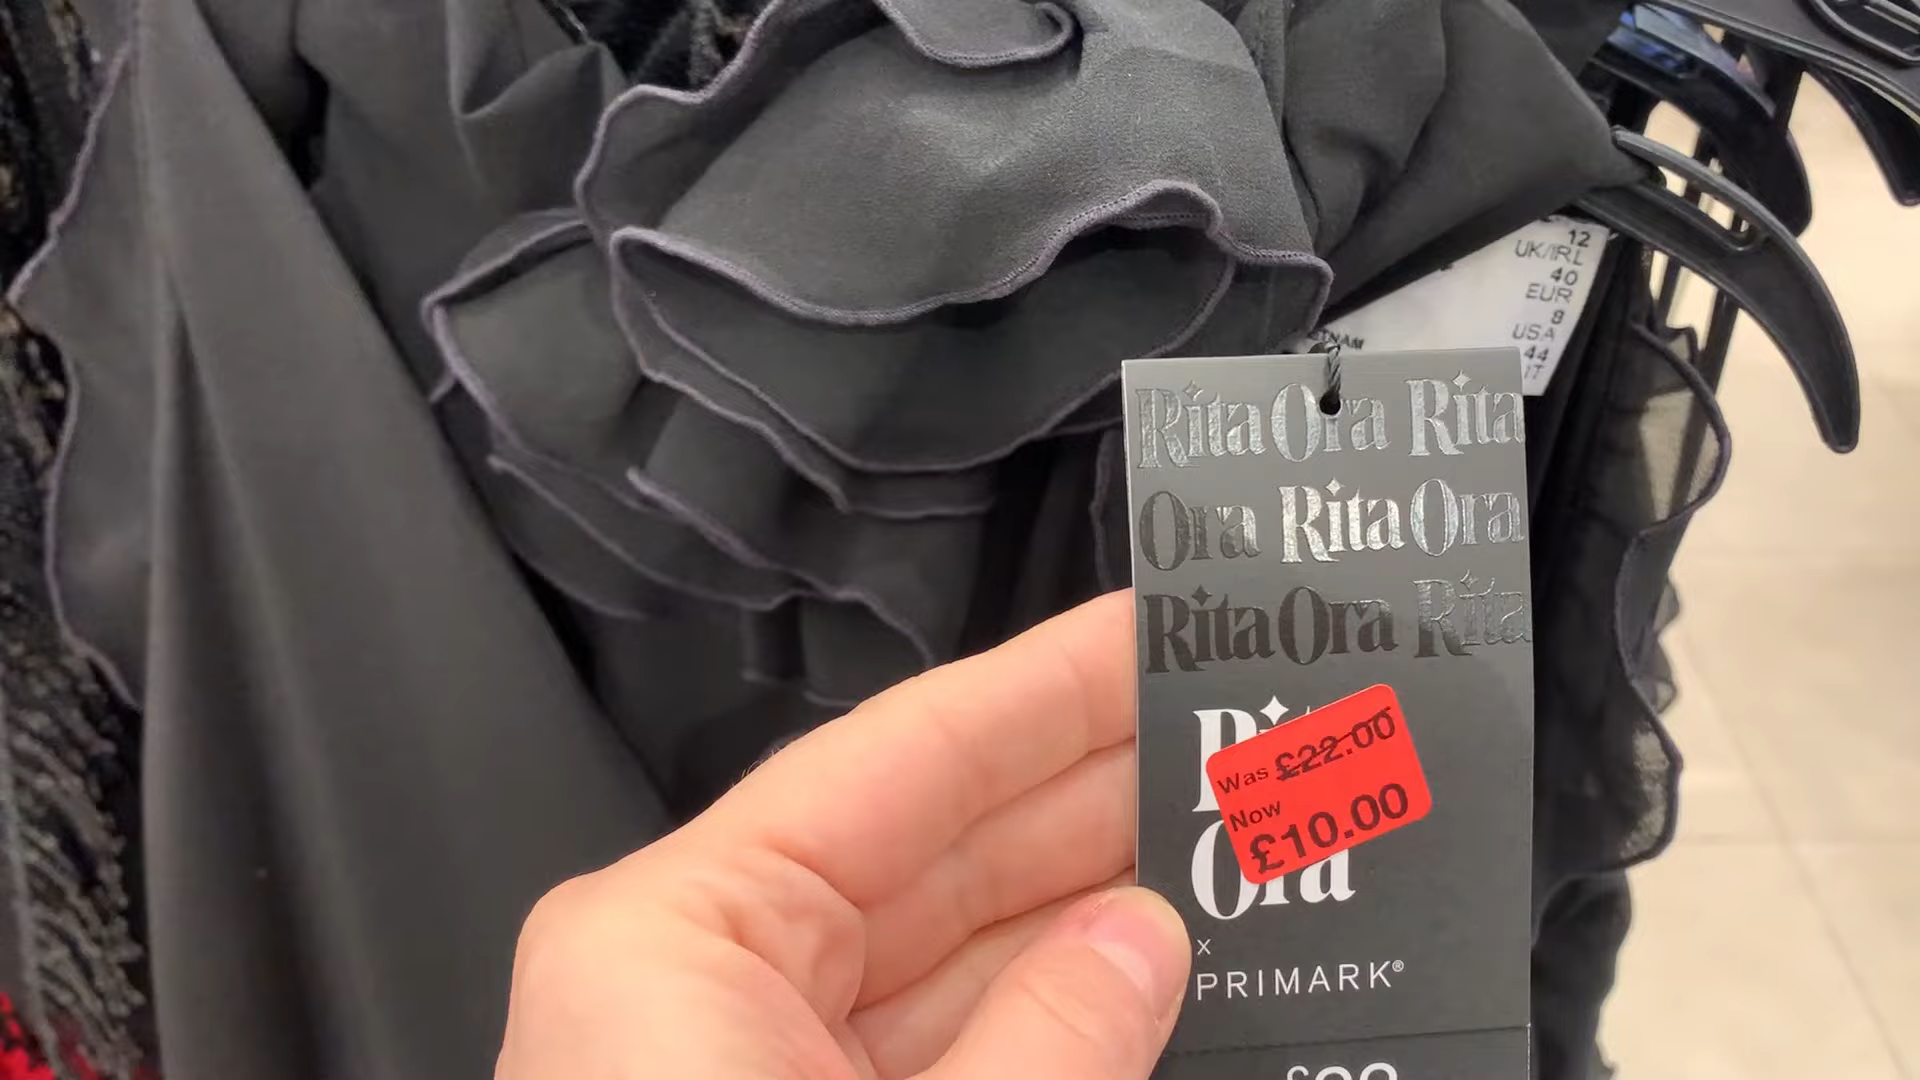 12
UK/IRL
40
EUR
8
USA
44
IT
Rita Ora Rita
Ora Rita Ora
Rita Ora Rita
Was £22.00
Now
£10.00
Ora
x
PRIMARK®